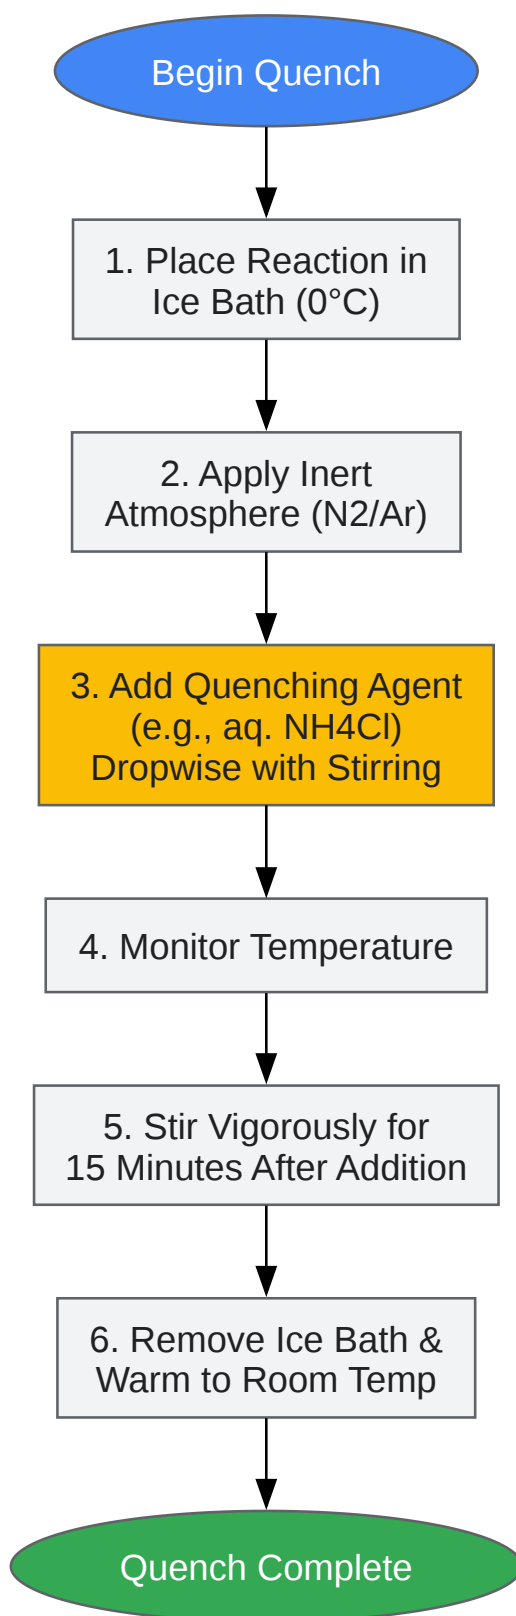 Begin Quench
1. Place Reaction in
Ice Bath (0°C)
2. Apply Inert
Atmosphere (N2/Ar)
3. Add Quenching Agent
(e.g., aq. NH4Cl)
Dropwise with Stirring
4. Monitor Temperature
5. Stir Vigorously for
15 Minutes After Addition
6. Remove Ice Bath &
Warm to Room Temp
Quench Complete